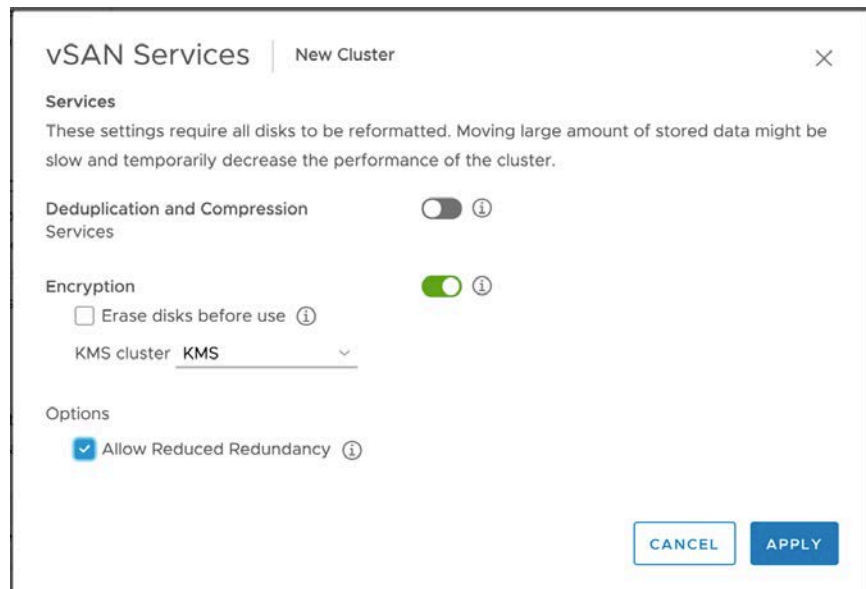 vSAN Services New Cluster
Services
These settings require all disks to be reformatted. Moving large amount of stored data might be
slow and temporarily decrease the performance of the cluster.
Deduplication and Compression
Services
Encryption
Erase disks before use
KMS cluster KMS
Options
Allow Reduced Redundancy
CANCEL APPLY